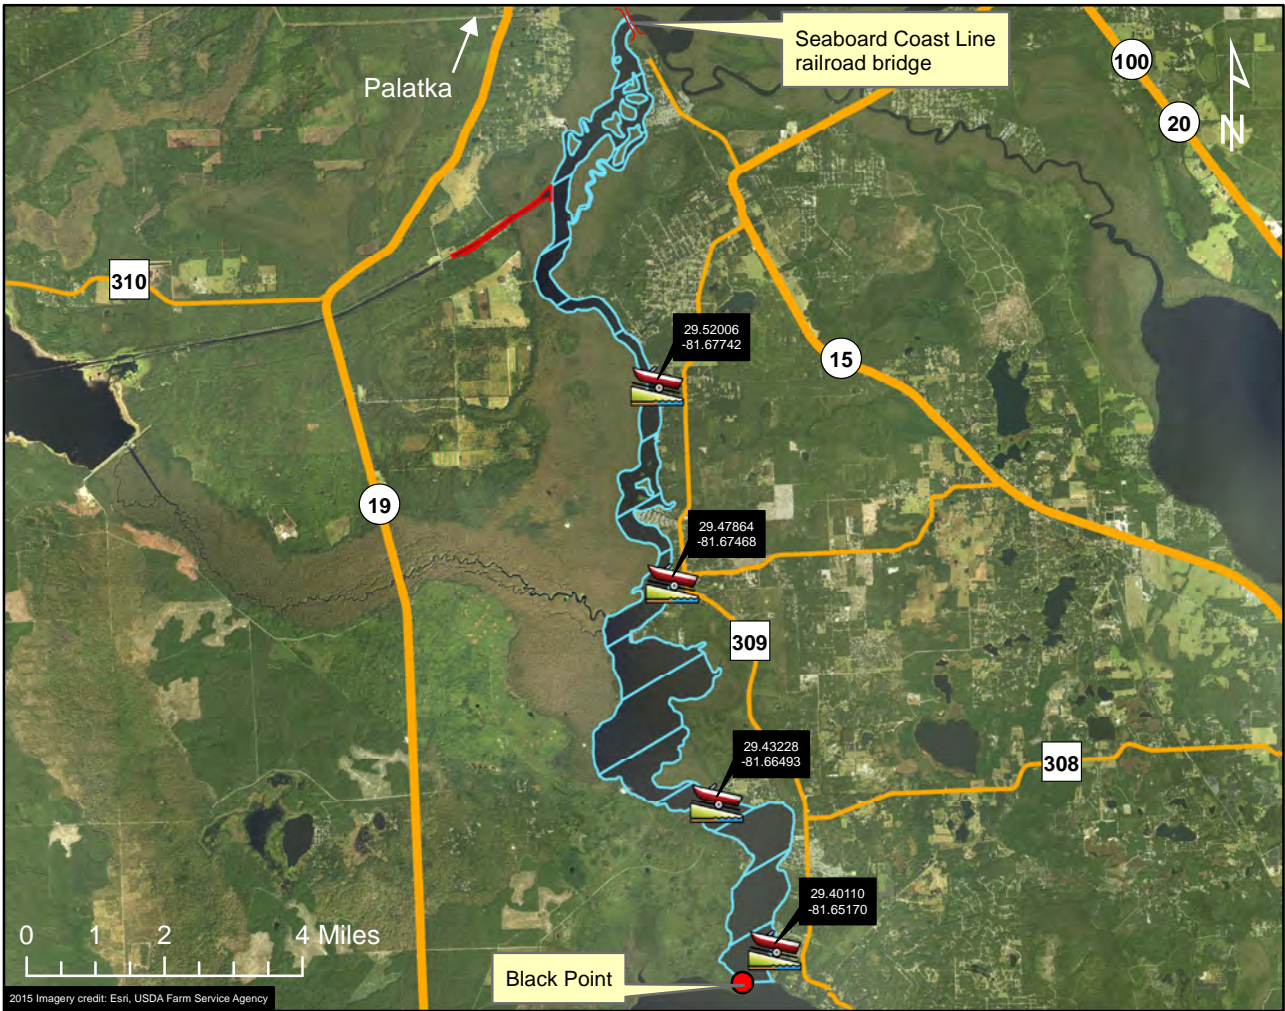 Seaboard Coast Line
railroad bridge
Palatka
100
20
N
310
29.52006
-81.67742
15
19
29.47864
-81.67468
309
29.43228
-81.66493
308
29.40110
-81.65170
0 1 2 4 Miles
Black Point
2015 Imagery credit: Esri, USDA Farm Service Agency